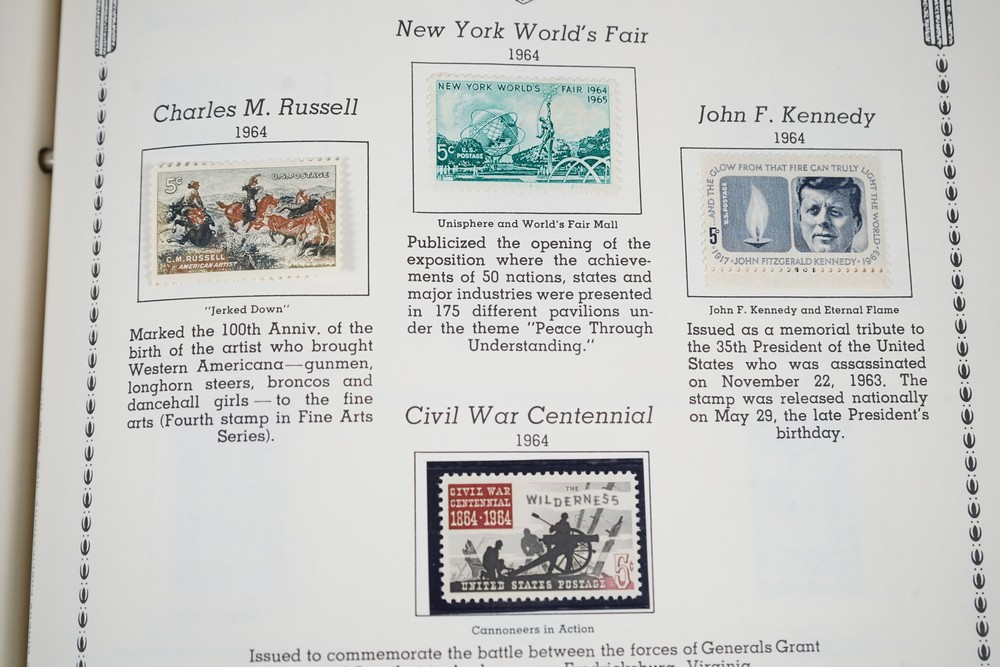 New York World's Fair
1964
NEW YORK WORLD'S FAIR 1964
1965
5c U.S.
POSTAGE
Unisphere and World's Fair Mall
Publicized the opening of the
exposition where the achieve-
ments of 50 nations, states and
major industries were presented
in 175 different pavilions un-
der the theme "Peace Through
Understanding."
Charles M. Russell
1964
5c U.S. POSTAGE
C.M. RUSSELL
AMERICAN ARTIST
"Jerked Down"
Marked the 100th Anniv. of the
birth of the artist who brought
Western Americana—gunmen,
longhorn steers, broncos and
dancehall girls — to the fine
arts (Fourth stamp in Fine Arts
Series).
John F. Kennedy
1964
...AND THE GLOW FROM THAT FIRE CAN TRULY LIGHT THE WORLD
U.S. POSTAGE
5c
1917 · JOHN FITZGERALD KENNEDY · 1963
John F. Kennedy and Eternal Flame
Issued as a memorial tribute to
the 35th President of the United
States who was assassinated
on November 22, 1963. The
stamp was released nationally
on May 29, the late President's
birthday.
Civil War Centennial
1964
CIVIL WAR
CENTENNIAL
1864-1964
THE
WILDERNESS
5c
UNITED STATES POSTAGE
Cannoneers in Action
Issued to commemorate the battle between the forces of Generals Grant
Fredericksburg, Virginia